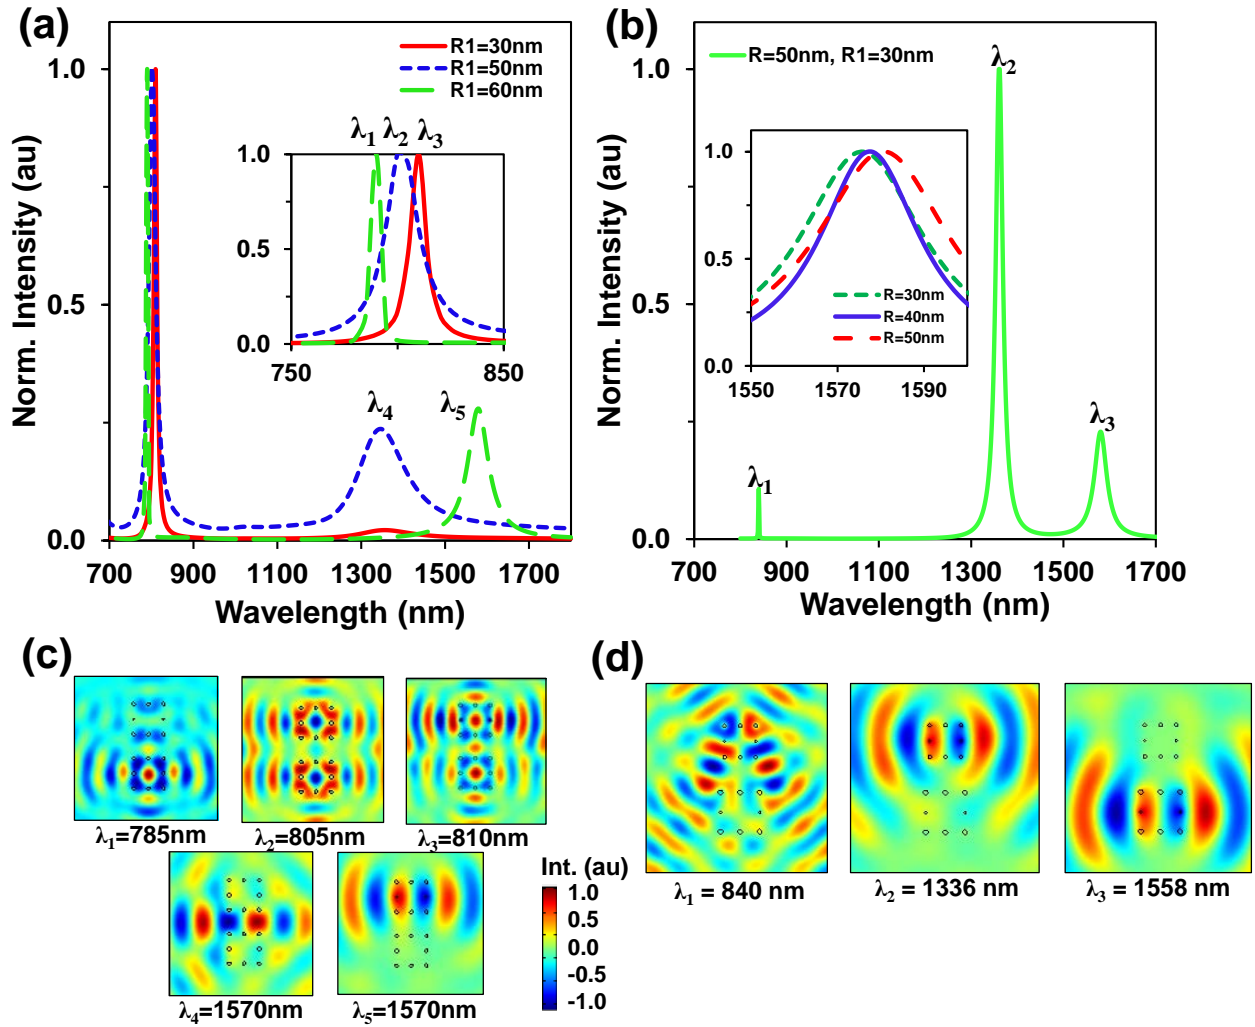 (a)
(b)
R1=30nm
R1=50nm
R1=60nm
R=50nm, R1=30nm
λ2
1.0
1.0
λ1 λ2 λ3
1.0
0.5
0.0
750 850
1.0
0.5
0.0
R=30nm
R=40nm
R=50nm
1550 1570 1590
Norm. Intensity (au)
Norm. Intensity (au)
0.5
0.5
λ4
λ5
λ3
λ1
0.0
0.0
700 900 1100 1300 1500 1700
700 900 1100 1300 1500 1700
Wavelength (nm)
Wavelength (nm)
(c)
(d)
λ1=785nm
λ2=805nm
λ3=810nm
λ4=1570nm
λ5=1570nm
Int. (au)
1.0
0.5
0.0
-0.5
-1.0
λ1 = 840 nm
λ2 = 1336 nm
λ3 = 1558 nm